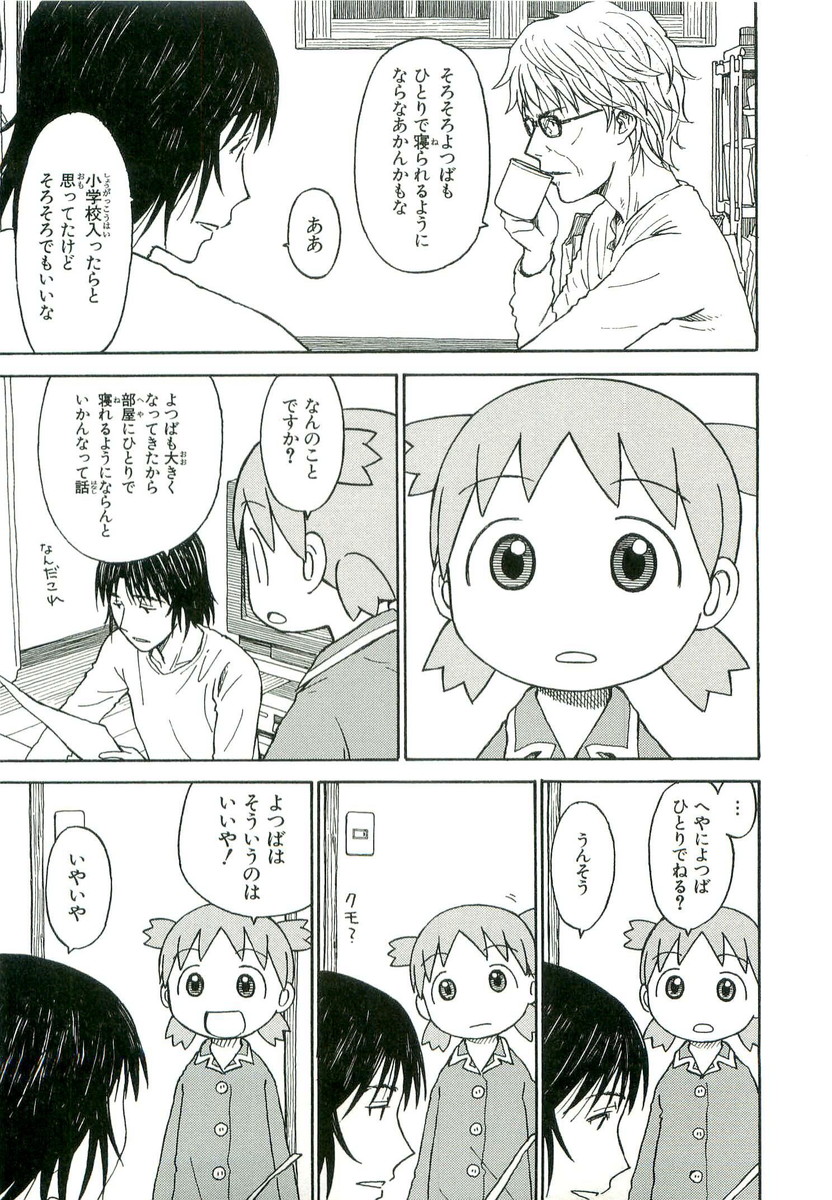 そろそろよつばも
ひとりで寝られるように
ならなあかんかもな
ああ
小学校入ったらと
思ってたけど
そろそろでもいいな
なんのこと
ですか?
よつばも大きく
なってきたから
部屋にひとりで
寝れるようにならんと
いかんなって話
なんだこれ
…
へやによつば
ひとりでねる?
うんそう
クモ?
よつばは
そういうのは
いいや!
いやいや